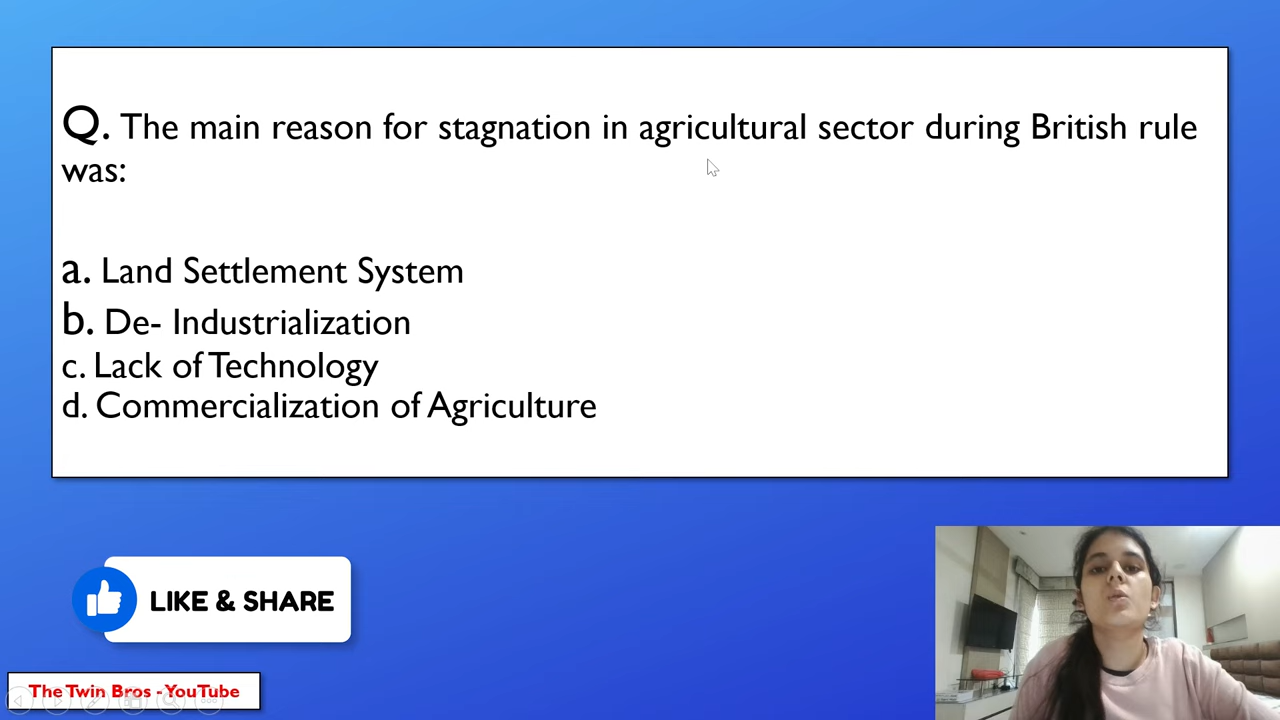 Q. The main reason for stagnation in agricultural sector during British rule
was:
a. Land Settlement System
b. De- Industrialization
c. Lack of Technology
d. Commercialization of Agriculture
LIKE & SHARE
The Twin Bros - YouTube